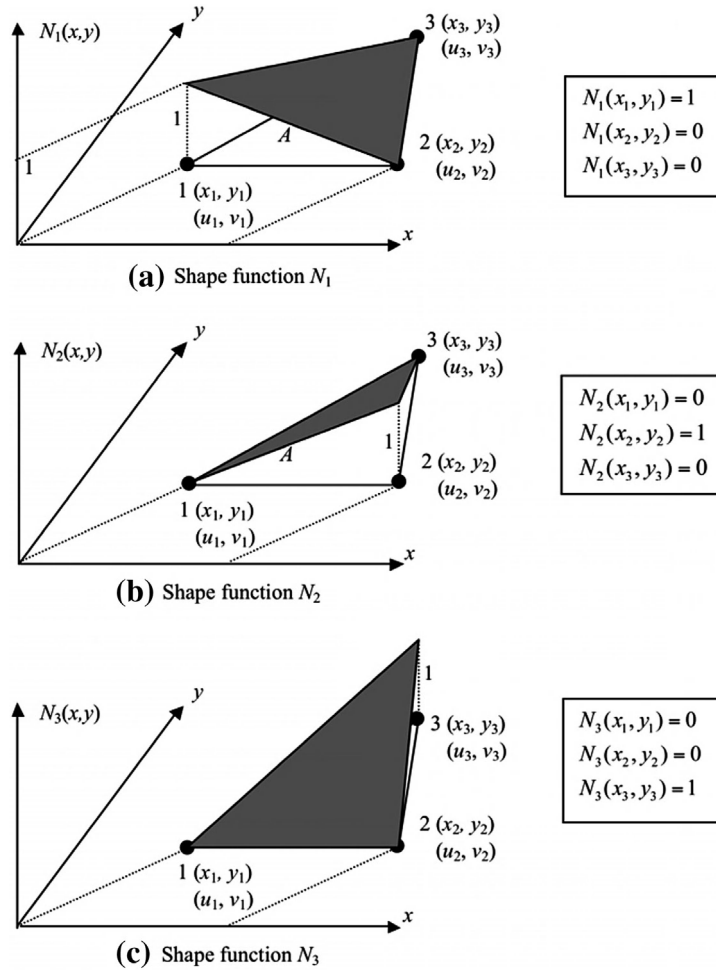 N₁(x,y)
y
3 (x₃, y₃)
(u₃, v₃)
1
1
A
2 (x₂, y₂)
(u₂, v₂)
1 (x₁, y₁)
(u₁, v₁)
x
N₁(x₁, y₁) = 1
N₁(x₂, y₂) = 0
N₁(x₃, y₃) = 0
(a) Shape function N₁
N₂(x,y)
y
3 (x₃, y₃)
(u₃, v₃)
A
1
2 (x₂, y₂)
(u₂, v₂)
1 (x₁, y₁)
(u₁, v₁)
x
N₂(x₁, y₁) = 0
N₂(x₂, y₂) = 1
N₂(x₃, y₃) = 0
(b) Shape function N₂
N₃(x,y)
y
1
3 (x₃, y₃)
(u₃, v₃)
2 (x₂, y₂)
(u₂, v₂)
1 (x₁, y₁)
(u₁, v₁)
x
N₃(x₁, y₁) = 0
N₃(x₂, y₂) = 0
N₃(x₃, y₃) = 1
(c) Shape function N₃